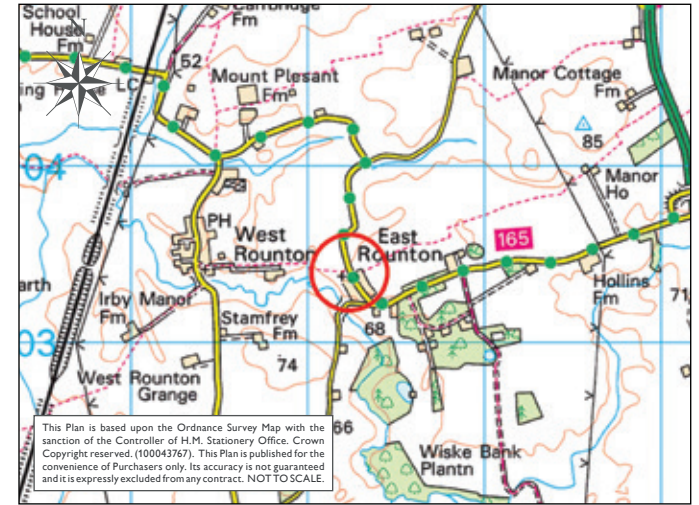 School
House
Fm
N
52
LC
Mount Plesant
Fm
Manor Cottage
Fm
85
04
Manor
Ho
PH
West
Rounton
East
Rounton
165
Hollins
Fm
arth
Irby Manor
Fm
Stamfrey
Fm
68
71
03
74
West Rounton
Grange
66
Wiske Bank
Plantn
This Plan is based upon the Ordnance Survey Map with the
sanction of the Controller of H.M. Stationery Office. Crown
Copyright reserved. (100043767). This Plan is published for the
convenience of Purchasers only. Its accuracy is not guaranteed
and it is expressly excluded from any contract. NOT TO SCALE.